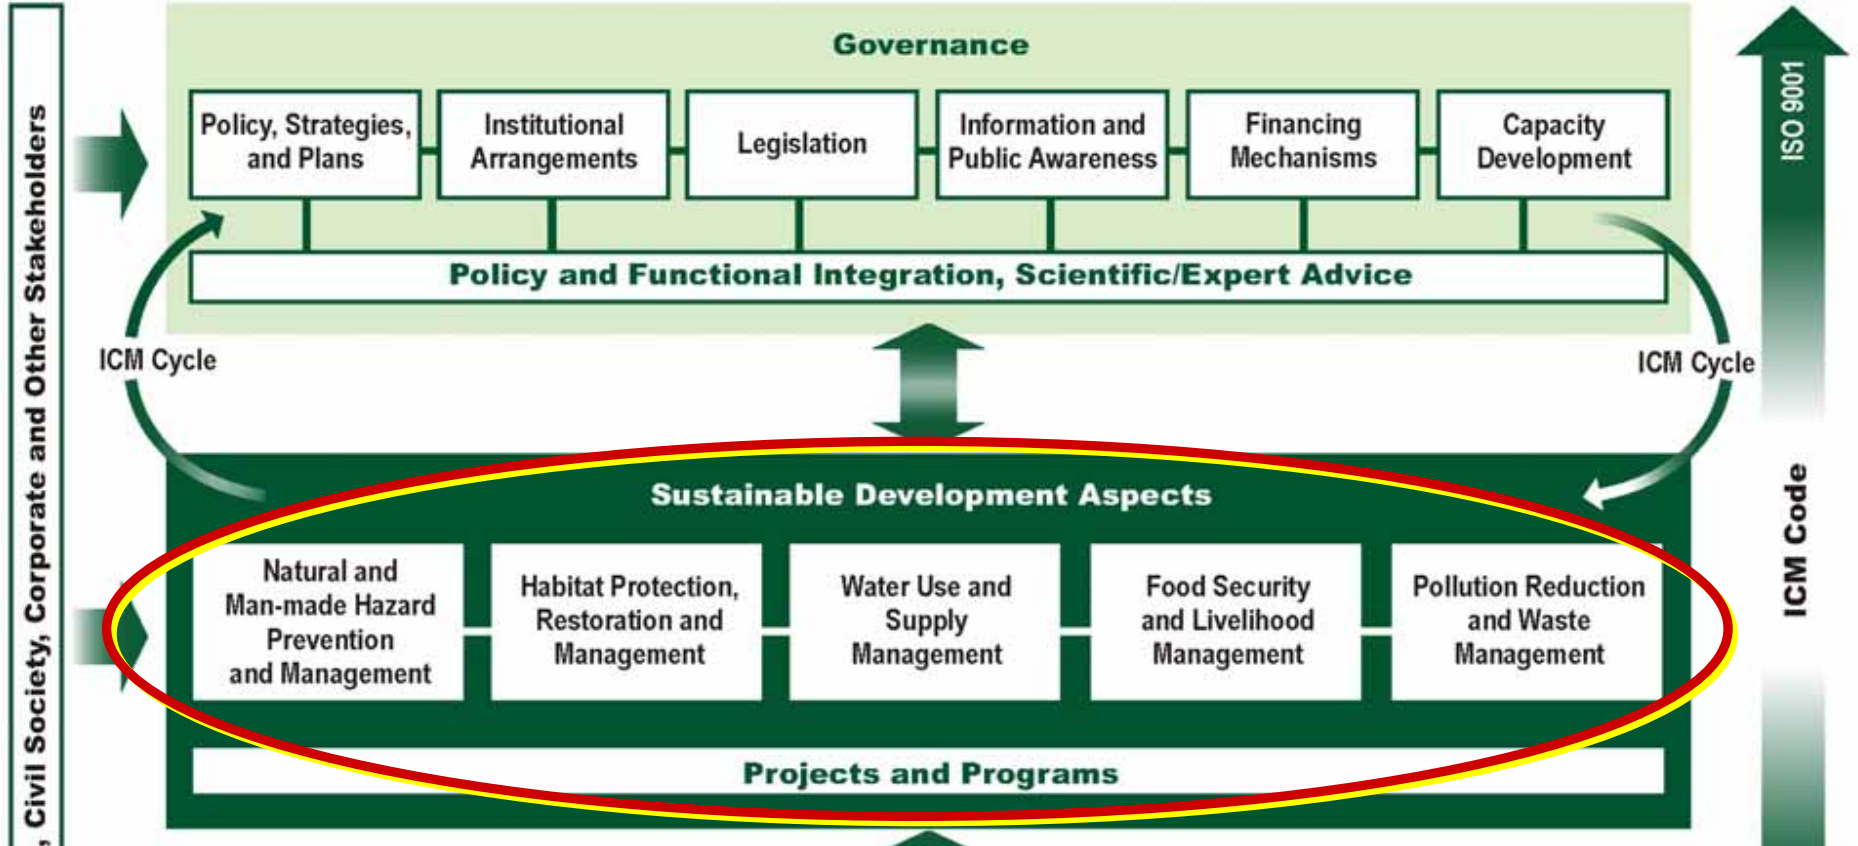 Governance
Policy, Strategies,
and Plans
Institutional
Arrangements
Legislation
Information and
Public Awareness
Financing
Mechanisms
Capacity
Development
Policy and Functional Integration, Scientific/Expert Advice
ICM Cycle
ICM Cycle
Sustainable Development Aspects
Natural and
Man-made Hazard
Prevention
and Management
Habitat Protection,
Restoration and
Management
Water Use and
Supply
Management
Food Security
and Livelihood
Management
Pollution Reduction
and Waste
Management
Projects and Programs
, Civil Society, Corporate and Other Stakeholders
ISO 9001
ICM Code